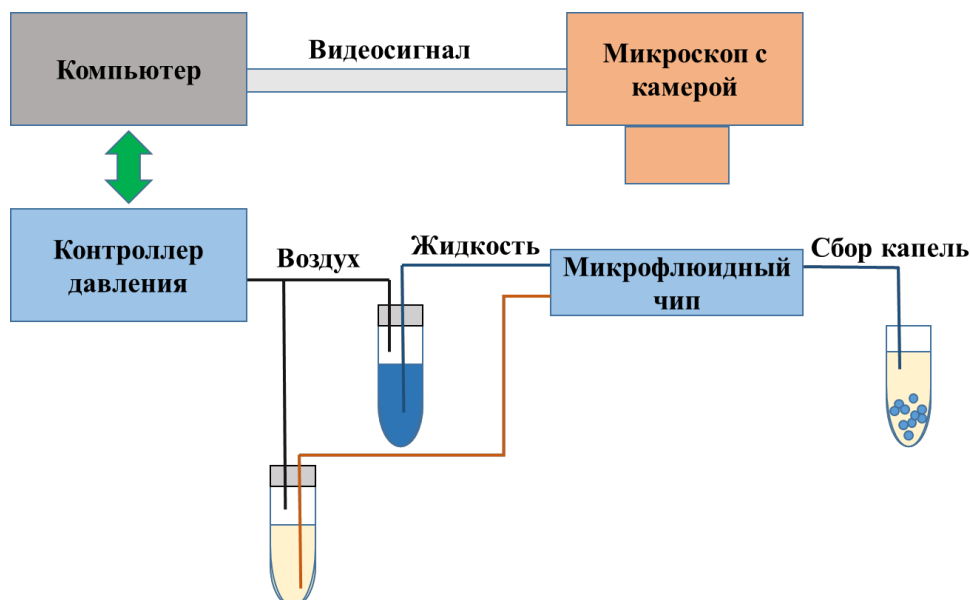 Компьютер
Видеосигнал
Микроскоп с
камерой
Контроллер
давления
Воздух
Жидкость
Микрофлюидный
чип
Сбор капель